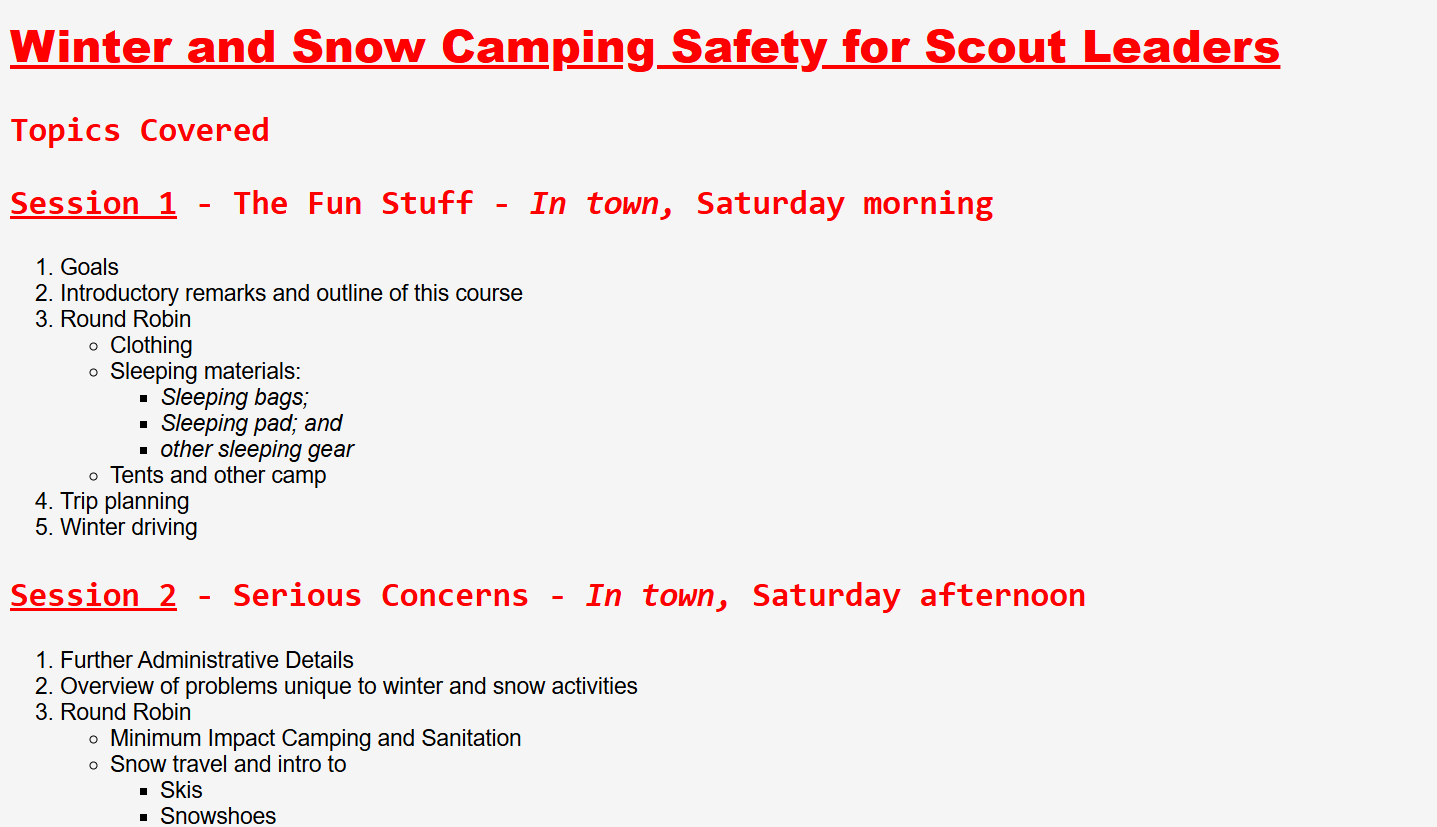 Winter and Snow Camping Safety for Scout Leaders
Topics Covered
Session 1 - The Fun Stuff - In town, Saturday morning
1. Goals
2. Introductory remarks and outline of this course
3. Round Robin
Clothing
Sleeping materials:
Sleeping bags;
Sleeping pad; and
other sleeping gear
Tents and other camp
4. Trip planning
5. Winter driving
Session 2 - Serious Concerns - In town, Saturday afternoon
1. Further Administrative Details
2. Overview of problems unique to winter and snow activities
3. Round Robin
Minimum Impact Camping and Sanitation
Snow travel and intro to
Skis
Snowshoes